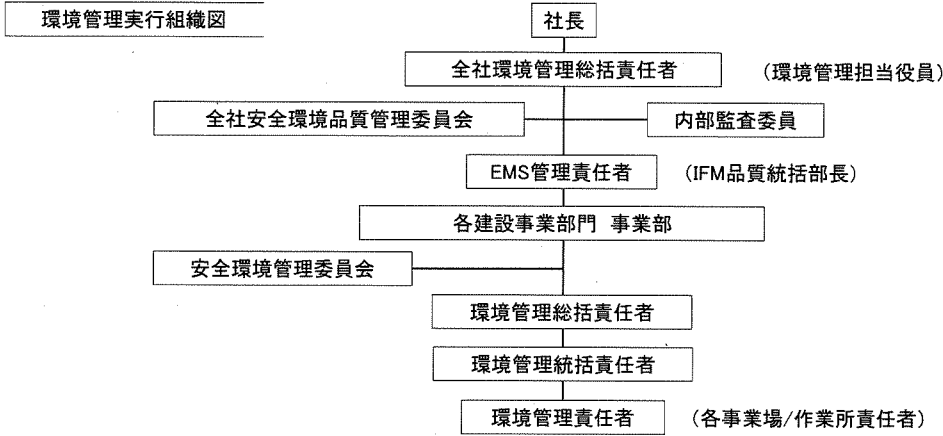 環境管理実行組織図
社長
全社環境管理総括責任者 (環境管理担当役員)
全社安全環境品質管理委員会 内部監査委員
EMS管理責任者 (IFM品質統括部長)
各建設事業部門 事業部
安全環境管理委員会
環境管理総括責任者
環境管理統括責任者
環境管理責任者 (各事業場/作業所責任者)